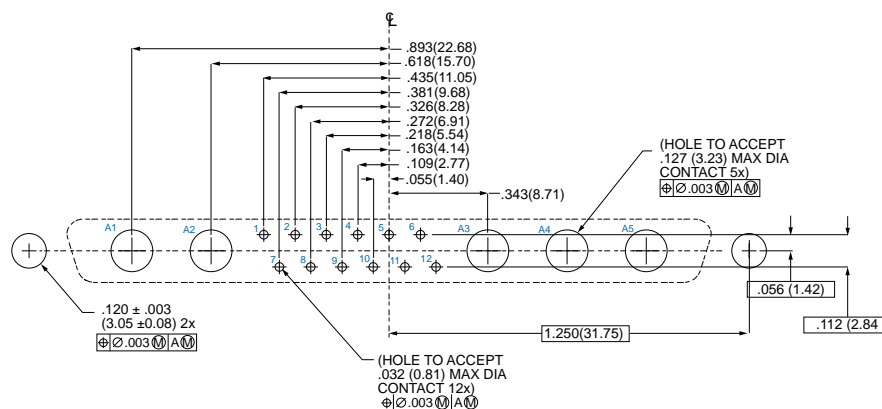 ℄
.893(22.68)
.618(15.70)
.435(11.05)
.381(9.68)
.326(8.28)
.272(6.91)
.218(5.54)
.163(4.14)
.109(2.77)
.055(1.40)
.343(8.71)
(HOLE TO ACCEPT
.127 (3.23) MAX DIA
CONTACT 5x)
⌖ ∅.003 Ⓜ A Ⓜ
A1 A2 1 2 3 4 5 6 A3 A4 A5
7 8 9 10 11 12
.056 (1.42)
.112 (2.84
1.250(31.75)
.120 ± .003
(3.05 ±0.08) 2x
⌖ ∅.003 Ⓜ A Ⓜ
(HOLE TO ACCEPT
.032 (0.81) MAX DIA
CONTACT 12x)
⌖ ∅.003 Ⓜ A Ⓜ